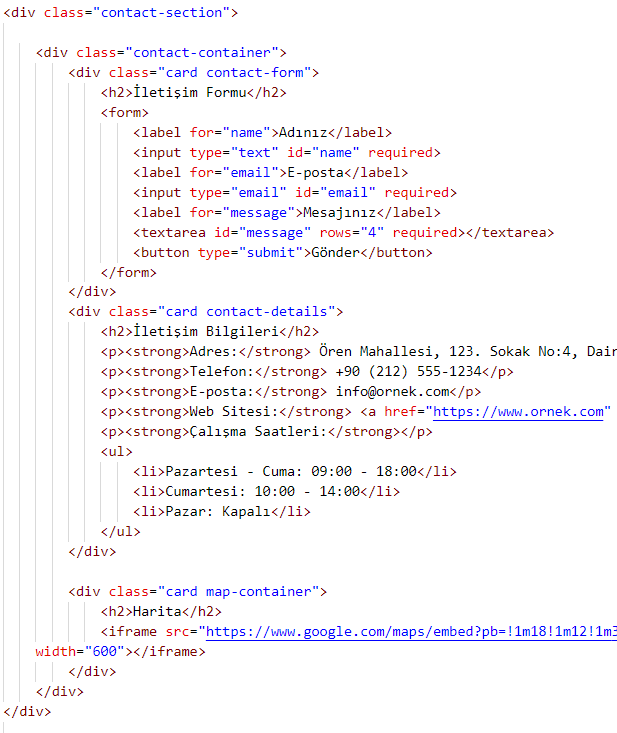 <div class="contact-section">
<div class="contact-container">
<div class="card contact-form">
<h2>İletişim Formu</h2>
<form>
<label for="name">Adınız</label>
<input type="text" id="name" required>
<label for="email">E-posta</label>
<input type="email" id="email" required>
<label for="message">Mesajınız</label>
<textarea id="message" rows="4" required></textarea>
<button type="submit">Gönder</button>
</form>
</div>
<div class="card contact-details">
<h2>İletişim Bilgileri</h2>
<p><strong>Adres:</strong> Ören Mahallesi, 123. Sokak No:4, Dair
<p><strong>Telefon:</strong> +90 (212) 555-1234</p>
<p><strong>E-posta:</strong> info@ornek.com</p>
<p><strong>Web Sitesi:</strong> <a href="https://www.ornek.com"
<p><strong>Çalışma Saatleri:</strong></p>
<ul>
<li>Pazartesi - Cuma: 09:00 - 18:00</li>
<li>Cumartesi: 10:00 - 14:00</li>
<li>Pazar: Kapalı</li>
</ul>
</div>
<div class="card map-container">
<h2>Harita</h2>
<iframe src="https://www.google.com/maps/embed?pb=!1m18!1m12!1m3
width="600"></iframe>
</div>
</div>
</div>